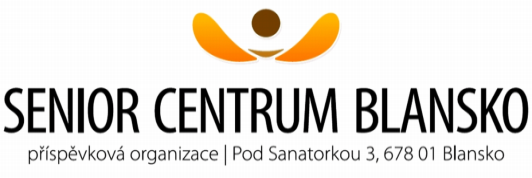 SENIOR CENTRUM BLANSKO
příspěvková organizace | Pod Sanatorkou 3, 678 01 Blansko